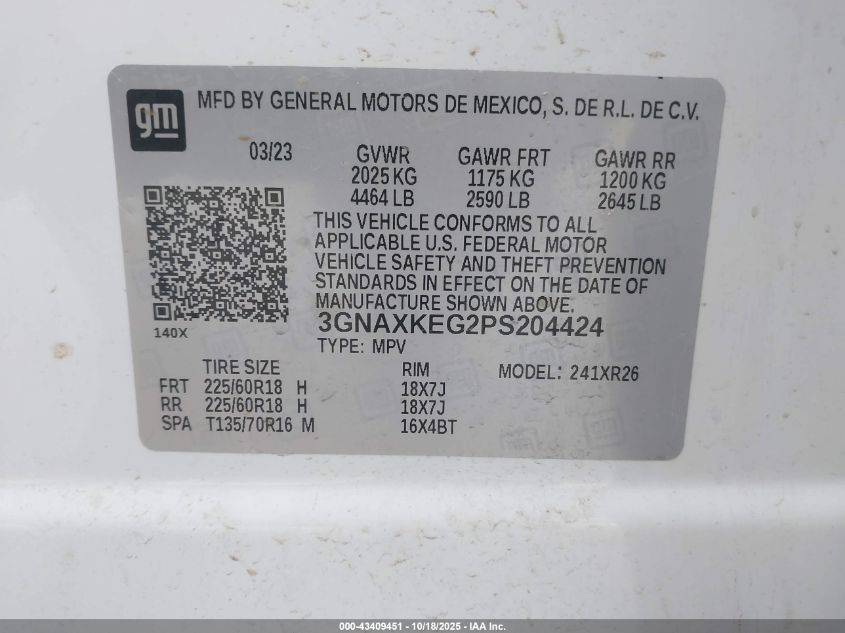 gm
MFD BY GENERAL MOTORS DE MEXICO, S. DE R.L. DE C.V.
03/23 GVWR GAWR FRT GAWR RR
2025 KG 1175 KG 1200 KG
4464 LB 2590 LB 2645 LB
THIS VEHICLE CONFORMS TO ALL
APPLICABLE U.S. FEDERAL MOTOR
VEHICLE SAFETY AND THEFT PREVENTION
STANDARDS IN EFFECT ON THE DATE OF
MANUFACTURE SHOWN ABOVE.
3GNAXKEG2PS204424
140X
TYPE: MPV
TIRE SIZE RIM MODEL: 241XR26
FRT 225/60R18 H 18X7J
RR 225/60R18 H 18X7J
SPA T135/70R16 M 16X4BT
000-43409451 - 10/18/2025 - IAA Inc.